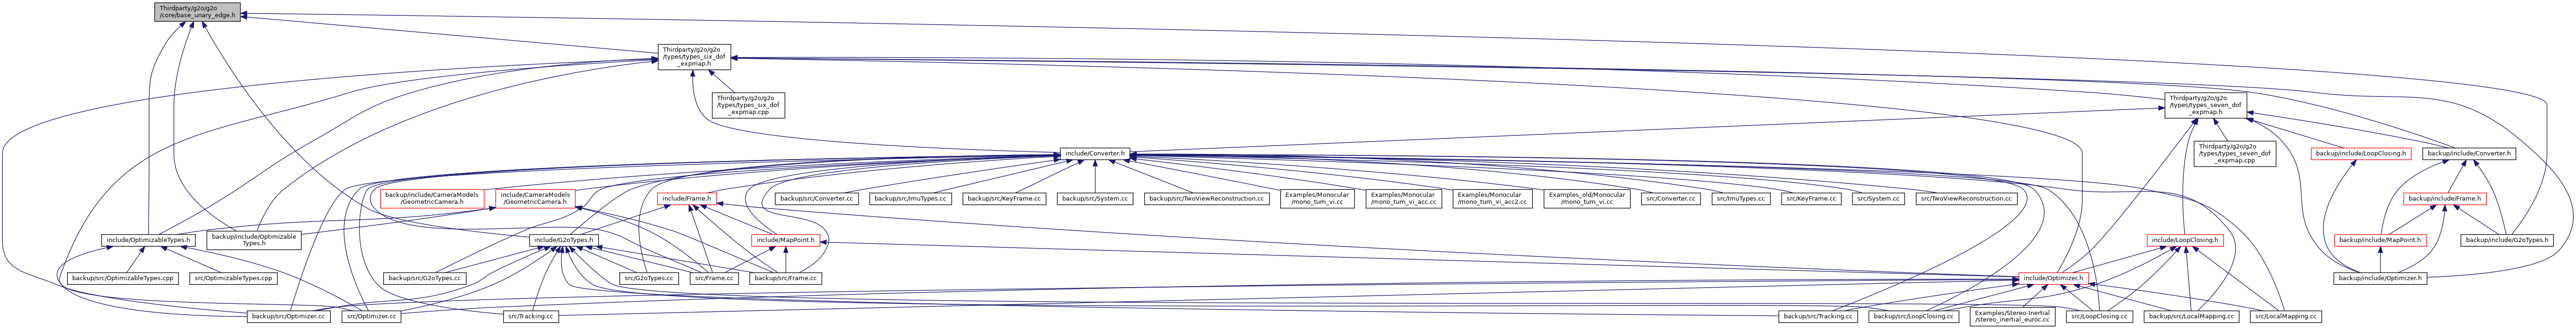 Thirdparty/g2o/g2o
/core/base_unary_edge.h
Thirdparty/g2o/g2o
/types/types_six_dof
_expmap.h
Thirdparty/g2o/g2o
/types/types_six_dof
_expmap.cpp
Thirdparty/g2o/g2o
/types/types_seven_dof
_expmap.h
include/Converter.h
Thirdparty/g2o/g2o
/types/types_seven_dof
_expmap.cpp
backup/include/LoopClosing.h
backup/include/Converter.h
backup/include/CameraModels
/GeometricCamera.h
include/CameraModels
/GeometricCamera.h
include/Frame.h
backup/src/Converter.cc
backup/src/ImuTypes.cc
backup/src/KeyFrame.cc
backup/src/System.cc
backup/src/TwoViewReconstruction.cc
Examples/Monocular
/mono_tum_vi.cc
Examples/Monocular
/mono_tum_vi_acc.cc
Examples/Monocular
/mono_tum_vi_acc2.cc
Examples_old/Monocular
/mono_tum_vi.cc
src/Converter.cc
src/ImuTypes.cc
src/KeyFrame.cc
src/System.cc
src/TwoViewReconstruction.cc
backup/include/Frame.h
include/OptimizableTypes.h
backup/include/Optimizable
Types.h
include/G2oTypes.h
include/MapPoint.h
include/LoopClosing.h
backup/include/MapPoint.h
backup/include/G2oTypes.h
backup/src/OptimizableTypes.cpp
src/OptimizableTypes.cpp
backup/src/G2oTypes.cc
src/G2oTypes.cc
src/Frame.cc
backup/src/Frame.cc
include/Optimizer.h
backup/include/Optimizer.h
backup/src/Optimizer.cc
src/Optimizer.cc
src/Tracking.cc
backup/src/Tracking.cc
backup/src/LoopClosing.cc
Examples/Stereo-Inertial
/stereo_inertial_euroc.cc
src/LoopClosing.cc
backup/src/LocalMapping.cc
src/LocalMapping.cc